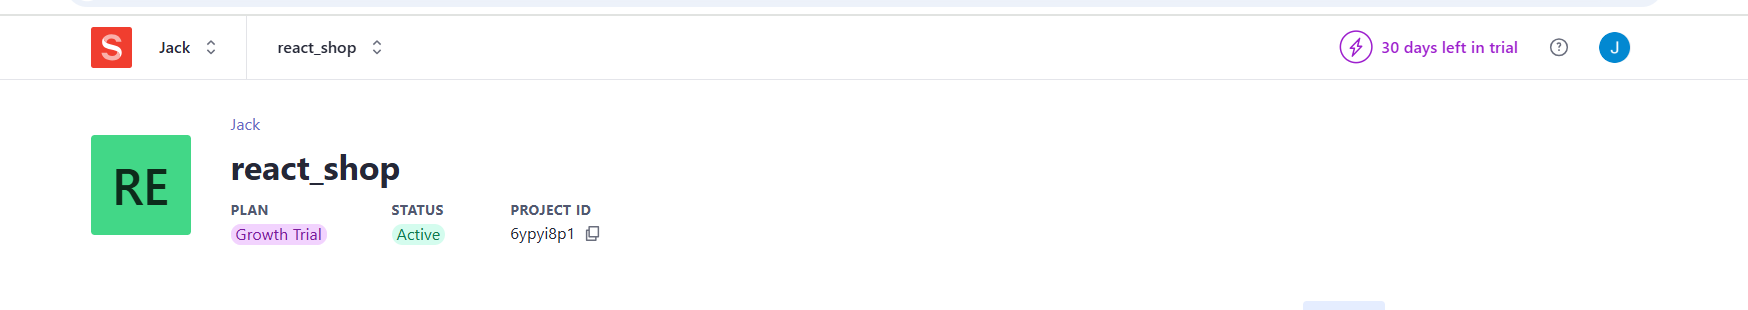 S Jack react_shop 30 days left in trial ? J
Jack
RE
react_shop
PLAN STATUS PROJECT ID
Growth Trial Active 6ypyi8p1